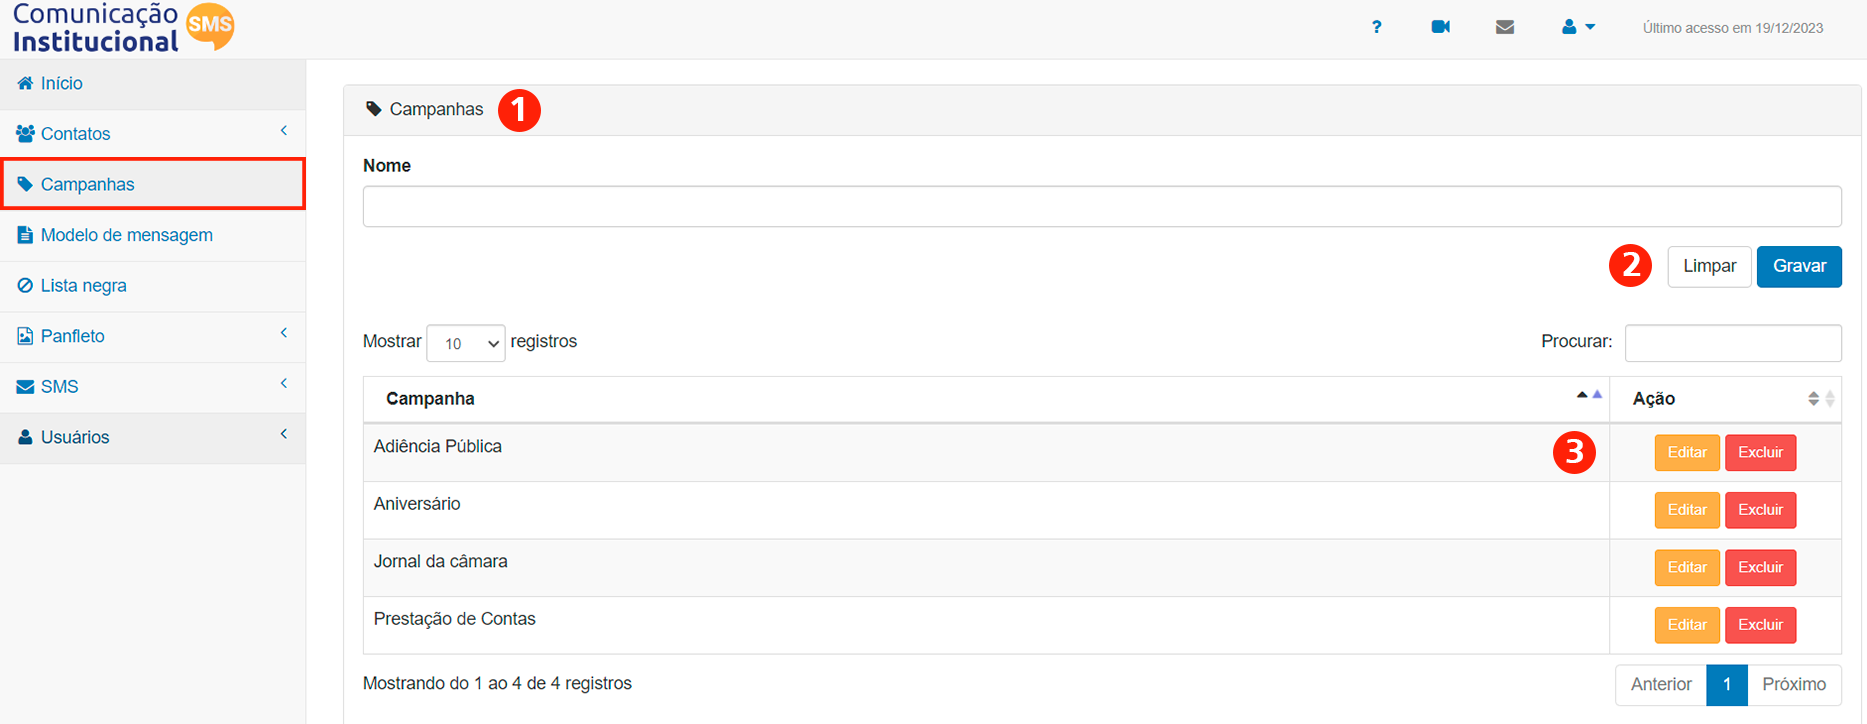 Comunicação
Institucional
SMS
?
Último acesso em 19/12/2023
Início
Contatos
Campanhas
Modelo de mensagem
Lista negra
Panfleto
SMS
Usuários
Campanhas 1
Nome
2 Limpar Gravar
Mostrar 10 registros Procurar:
Campanha Ação
Adiência Pública 3 Editar Excluir
Aniversário Editar Excluir
Jornal da câmara Editar Excluir
Prestação de Contas Editar Excluir
Mostrando do 1 ao 4 de 4 registros Anterior 1 Próximo